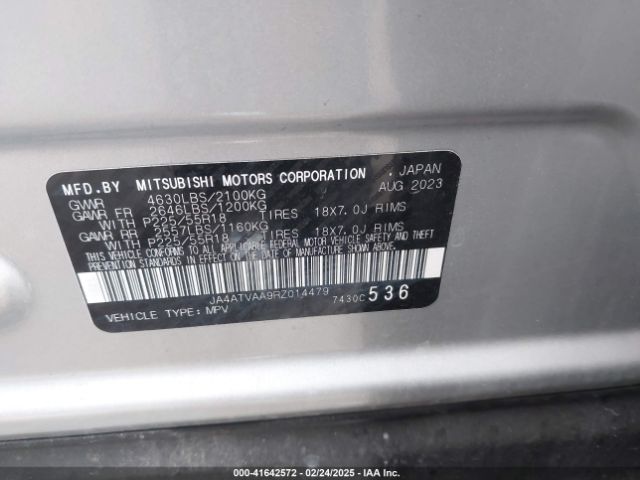 MFD.BY MITSUBISHI MOTORS CORPORATION , JAPAN
GVWR 4630LBS/2100KG AUG 2023
GAWR FR 2646LBS/1200KG
WITH P225/55R18 TIRES 18X7.0J RIMS
GAWR RR 2557LBS/1160KG
WITH P225/55R18 TIRES 18X7.0J RIMS
THIS VEHICLE CONFORMS TO ALL APPLICABLE FEDERAL MOTOR VEHICLE SAFETY AND THEFT PREVENTION STANDARDS IN EFFECT ON THE DATE OF MANUFACTURE SHOWN ABOVE.
JA4ATVAA9RZ014479 7430C 536
VEHICLE TYPE: MPV
STOCK #: 41642572 — 02/24/2025 — IAA Inc.